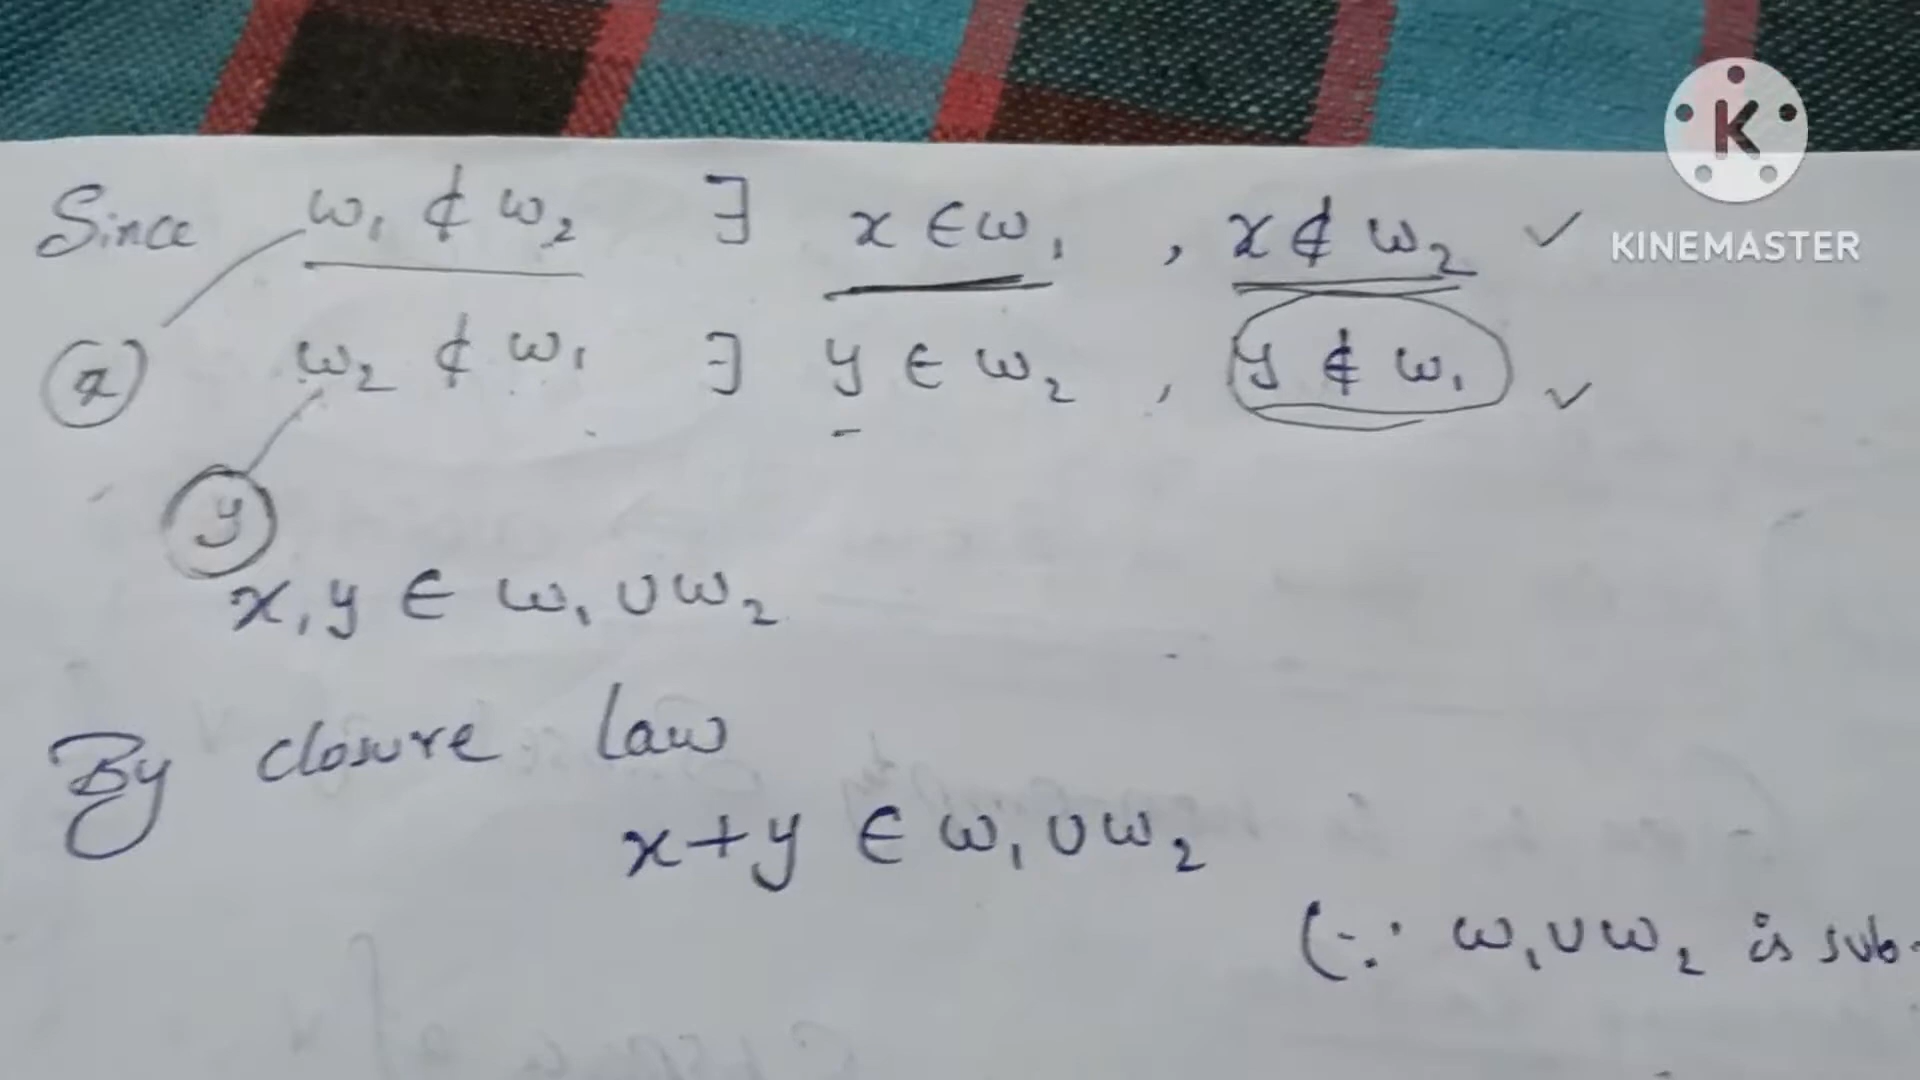 Since ω₁ ⊄ ω₂ ∃ x ∈ ω₁ , x ∉ ω₂ ✓
K
KINEMASTER
x ω₂ ⊄ ω₁ ∃ y ∈ ω₂ , y ∉ ω₁ ✓
y
x, y ∈ ω₁ ∪ ω₂
By closure law
x+y ∈ ω₁ ∪ ω₂
(∵ ω₁ ∪ ω₂ is sub-